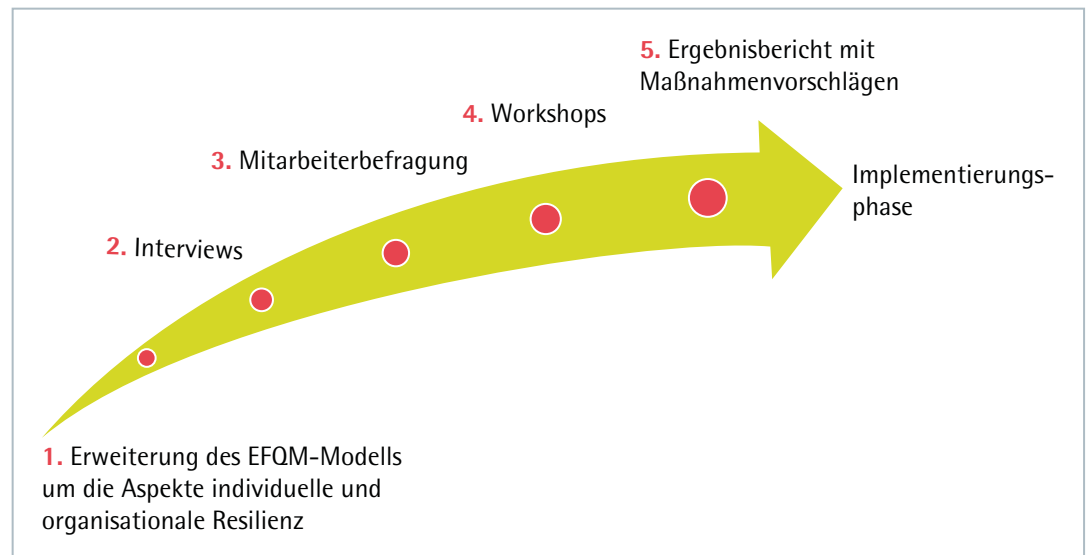 1. Erweiterung des EFQM-Modells
um die Aspekte individuelle und
organisationale Resilienz
2. Interviews
3. Mitarbeiterbefragung
4. Workshops
5. Ergebnisbericht mit
Maßnahmenvorschlägen
Implementierungs-
phase